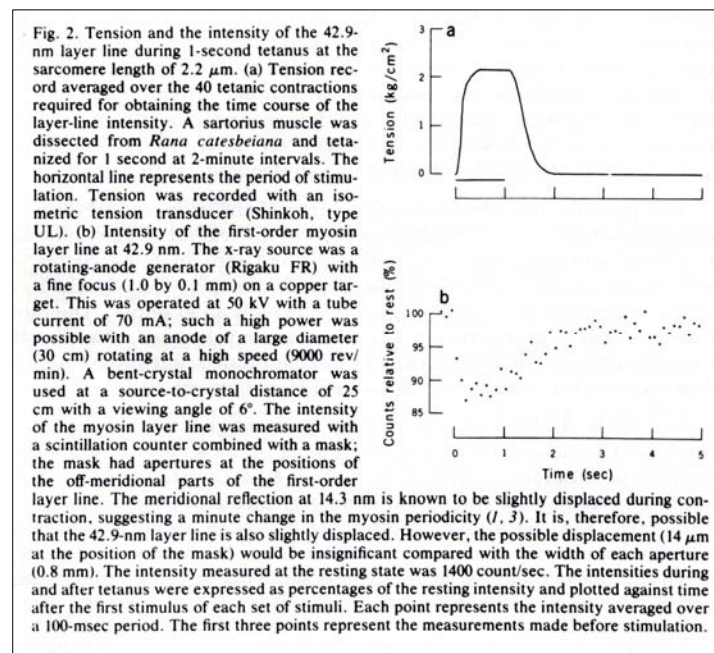 Fig. 2. Tension and the intensity of the 42.9-
nm layer line during 1-second tetanus at the
sarcomere length of 2.2 μm. (a) Tension rec-
ord averaged over the 40 tetanic contractions
required for obtaining the time course of the
layer-line intensity. A sartorius muscle was
dissected from Rana catesbeiana and teta-
nized for 1 second at 2-minute intervals. The
horizontal line represents the period of stimu-
lation. Tension was recorded with an iso-
metric tension transducer (Shinkoh, type
UL). (b) Intensity of the first-order myosin
layer line at 42.9 nm. The x-ray source was a
rotating-anode generator (Rigaku FR) with
a fine focus (1.0 by 0.1 mm) on a copper tar-
get. This was operated at 50 kV with a tube
current of 70 mA; such a high power was
possible with an anode of a large diameter
(30 cm) rotating at a high speed (9000 rev/
min). A bent-crystal monochromator was
used at a source-to-crystal distance of 25
cm with a viewing angle of 6°. The intensity
of the myosin layer line was measured with
a scintillation counter combined with a mask;
the mask had apertures at the positions of
the off-meridional parts of the first-order
layer line. The meridional reflection at 14.3 nm is known to be slightly displaced during con-
traction, suggesting a minute change in the myosin periodicity (1, 3). It is, therefore, possible
that the 42.9-nm layer line is also slightly displaced. However, the possible displacement (14 μm
at the position of the mask) would be insignificant compared with the width of each aperture
(0.8 mm). The intensity measured at the resting state was 1400 count/sec. The intensities during
and after tetanus were expressed as percentages of the resting intensity and plotted against time
after the first stimulus of each set of stimuli. Each point represents the intensity averaged over
a 100-msec period. The first three points represent the measurements made before stimulation.
a
Tension (kg/cm²)
3
2
1
0
b
Counts relative to rest (%)
100
95
90
85
0 1 2 3 4 5
Time (sec)